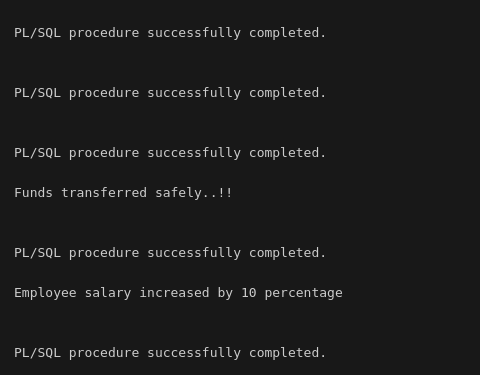 PL/SQL procedure successfully completed.
PL/SQL procedure successfully completed.
PL/SQL procedure successfully completed.
Funds transferred safely..!!
PL/SQL procedure successfully completed.
Employee salary increased by 10 percentage
PL/SQL procedure successfully completed.